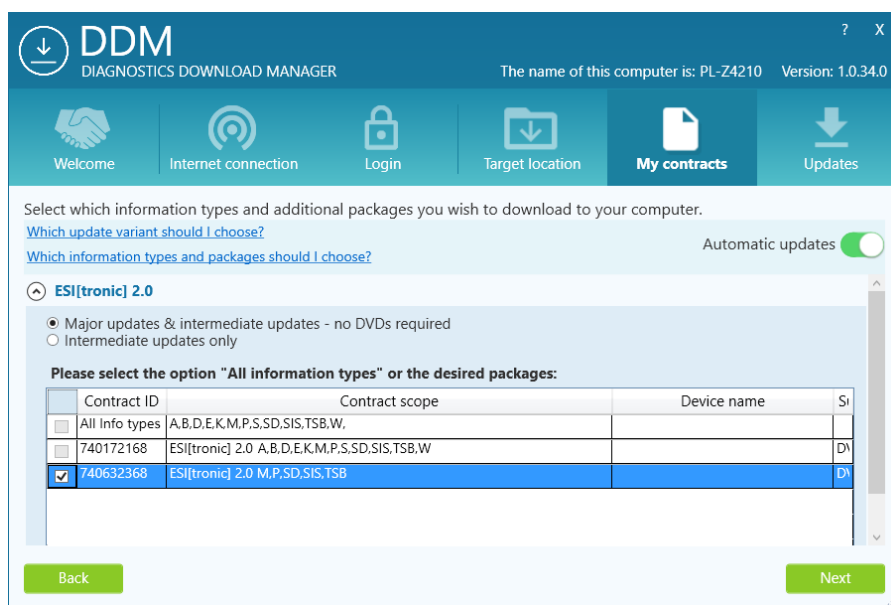 DDM
DIAGNOSTICS DOWNLOAD MANAGER
? X
The name of this computer is: PL-Z4210 Version: 1.0.34.0
Welcome Internet connection Login Target location My contracts Updates
Select which information types and additional packages you wish to download to your computer.
Which update variant should I choose?
Automatic updates
Which information types and packages should I choose?
ESI[tronic] 2.0
Major updates & intermediate updates - no DVDs required
Intermediate updates only
Please select the option "All information types" or the desired packages:
Contract ID Contract scope Device name
All Info types A,B,D,E,K,M,P,S,SD,SIS,TSB,W,
740172168 ESI[tronic] 2.0 A,B,D,E,K,M,P,S,SD,SIS,TSB,W
740632368 ESI[tronic] 2.0 M,P,SD,SIS,TSB
Back Next